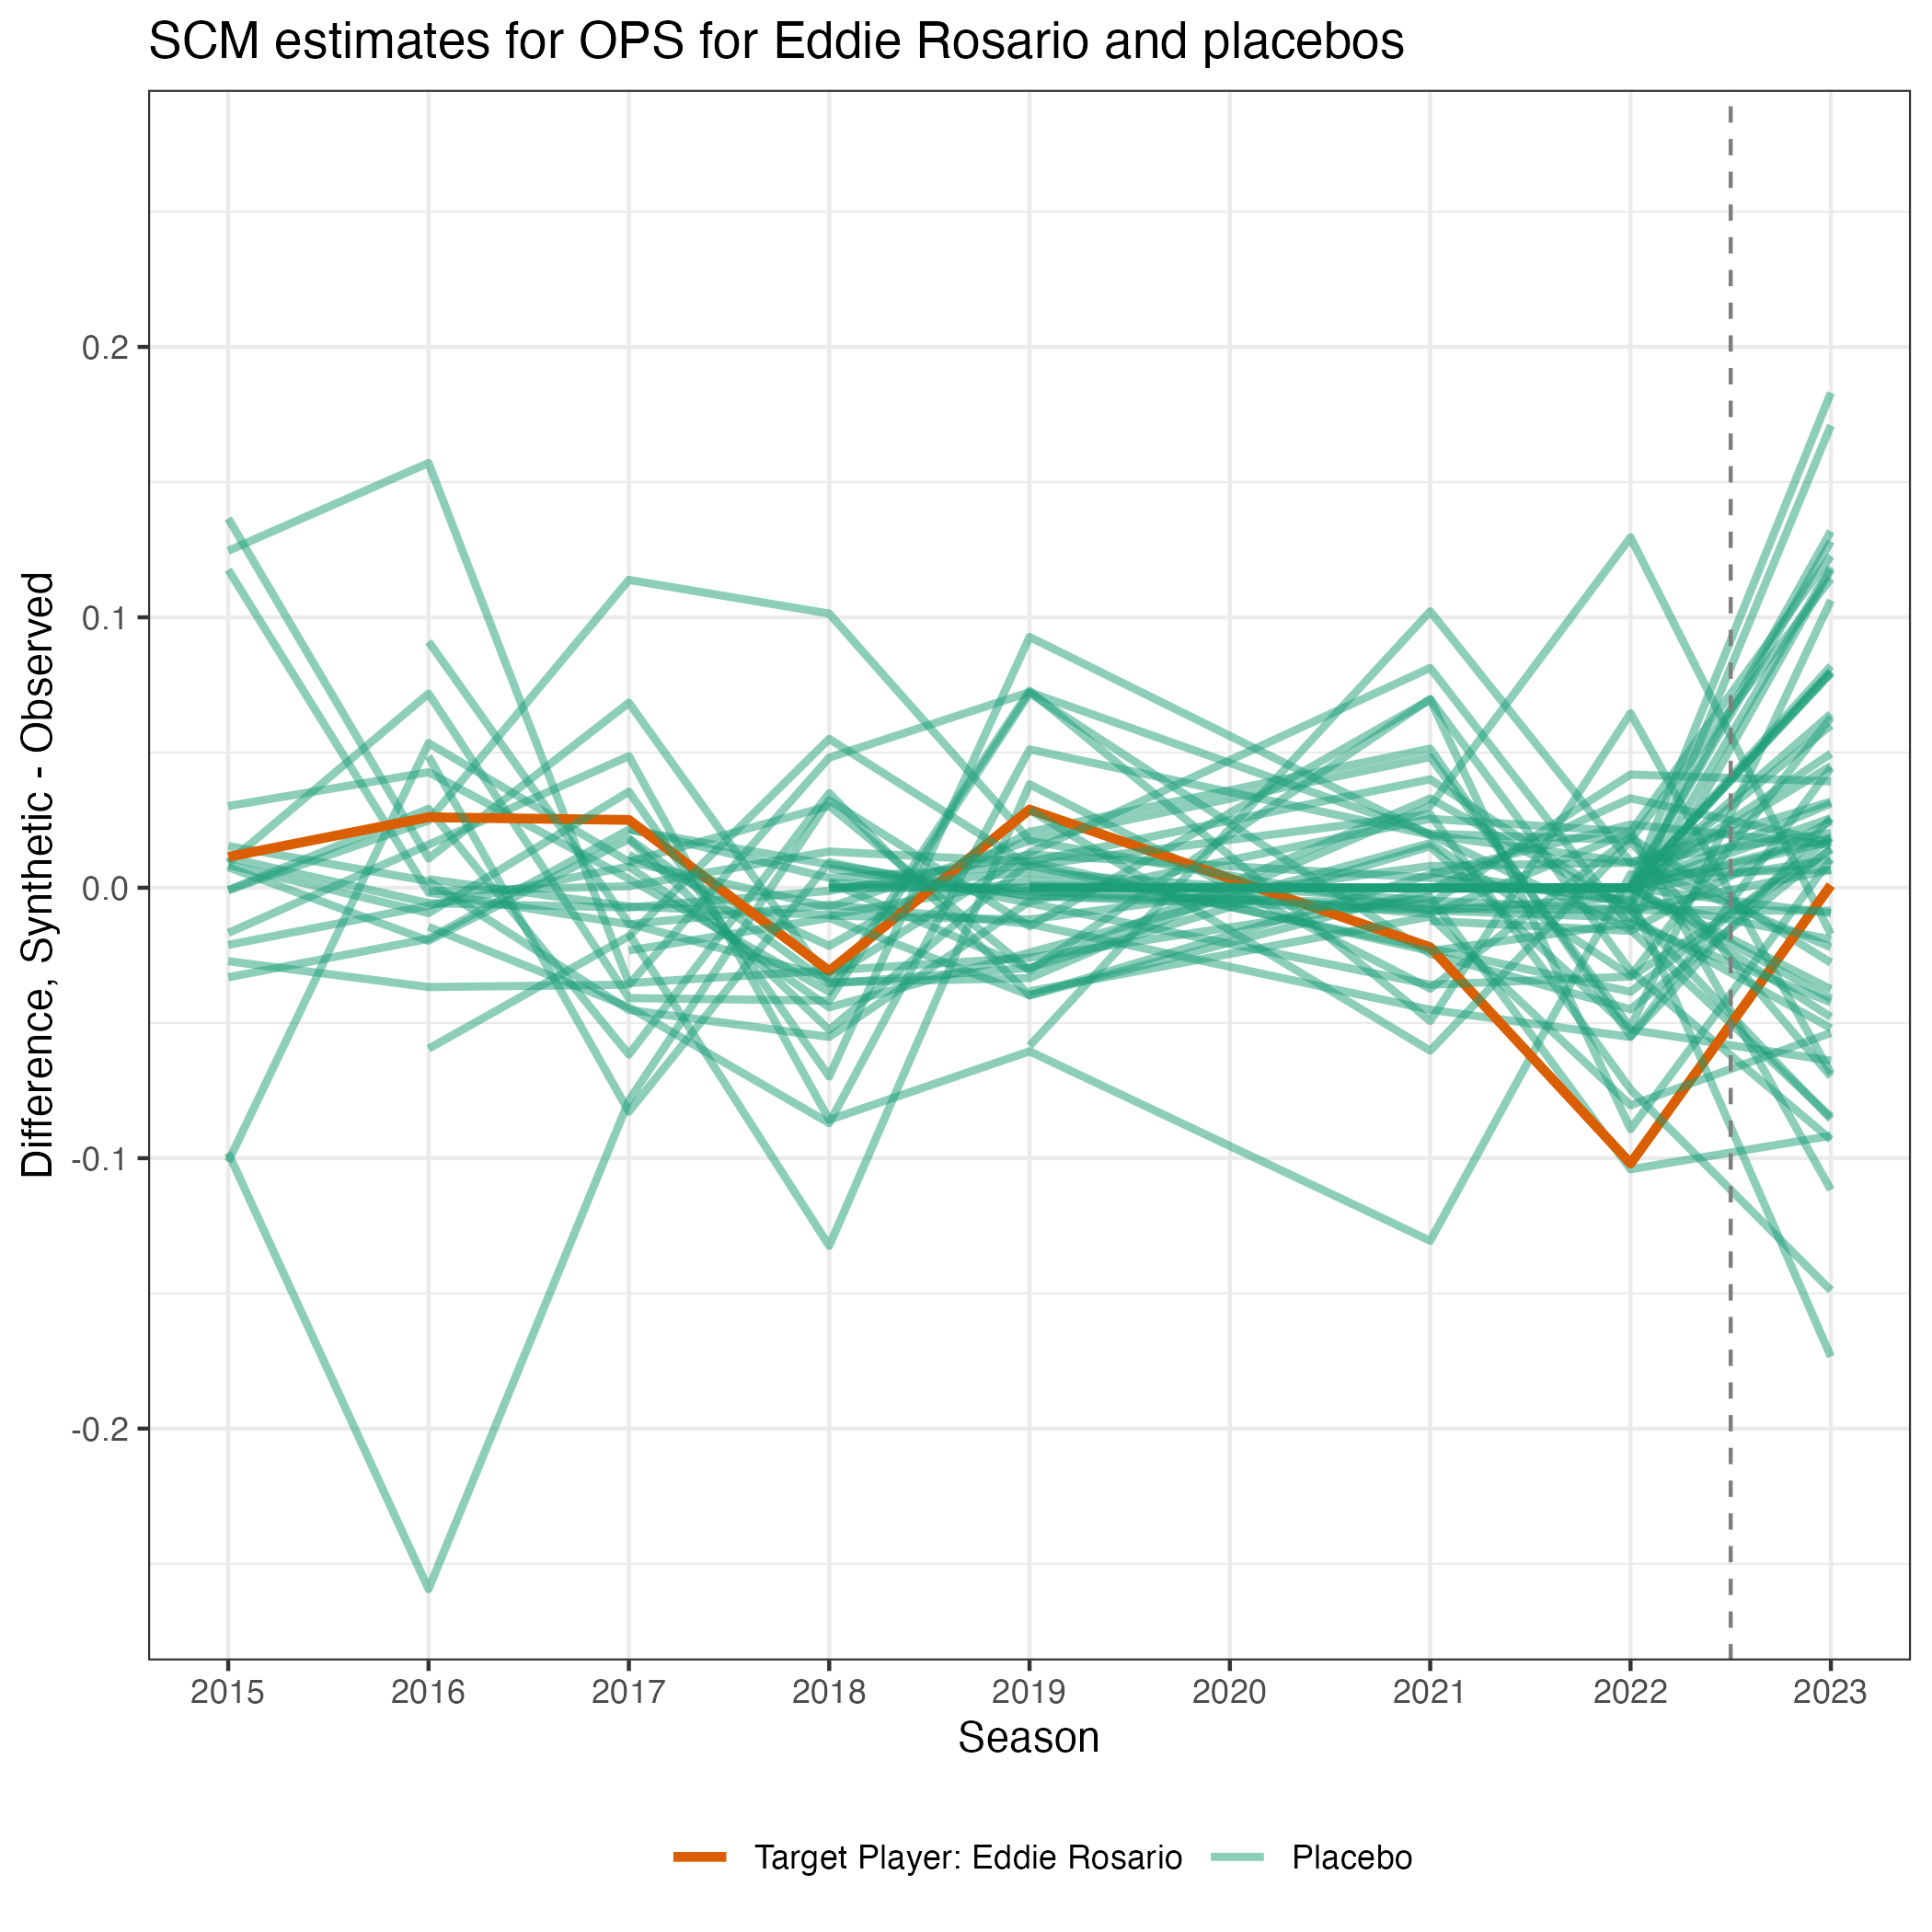 SCM estimates for OPS for Eddie Rosario and placebos
Difference, Synthetic - Observed
0.2
0.1
0.0
-0.1
-0.2
2015 2016 2017 2018 2019 2020 2021 2022 2023
Season
Target Player: Eddie Rosario Placebo